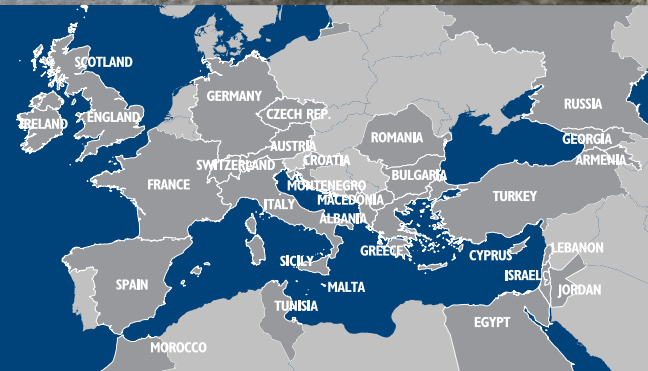 SCOTLAND
IRELAND
ENGLAND
GERMANY
CZECH REP.
AUSTRIA
SWITZERLAND
CROATIA
FRANCE
MONTENEGRO
ITALY
MACEDONIA
ALBANIA
ROMANIA
BULGARIA
RUSSIA
GEORGIA
ARMENIA
TURKEY
GREECE
CYPRUS
LEBANON
ISRAEL
JORDAN
SPAIN
SICILY
MALTA
TUNISIA
EGYPT
MOROCCO